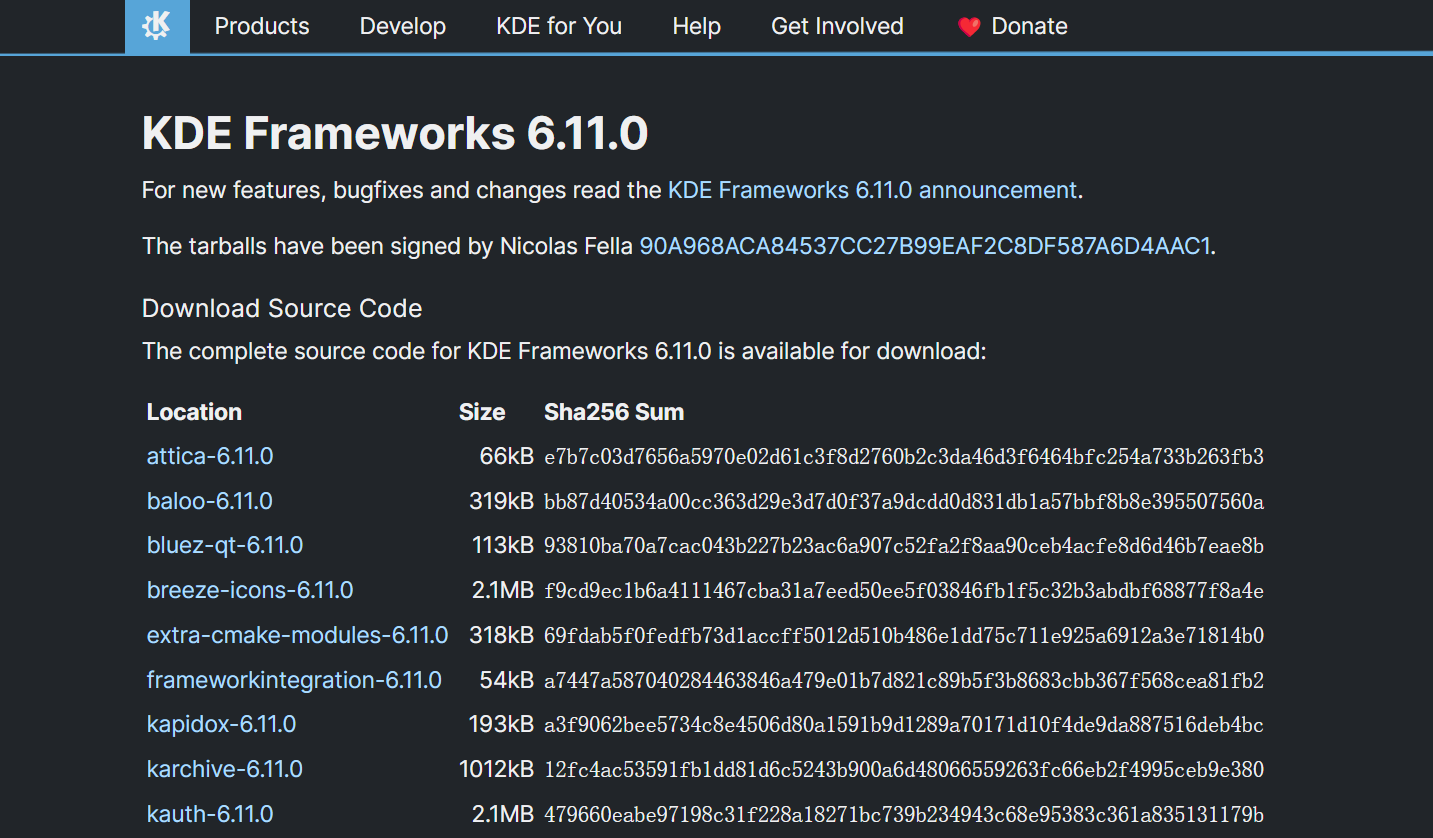 Products Develop KDE for You Help Get Involved Donate
KDE Frameworks 6.11.0
For new features, bugfixes and changes read the KDE Frameworks 6.11.0 announcement.
The tarballs have been signed by Nicolas Fella 90A968ACA84537CC27B99EAF2C8DF587A6D4AAC1.
Download Source Code
The complete source code for KDE Frameworks 6.11.0 is available for download:
Location Size Sha256 Sum
attica-6.11.0 66kB e7b7c03d7656a5970e02d61c3f8d2760b2c3da46d3f6464bfc254a733b263fb3
baloo-6.11.0 319kB bb87d40534a00cc363d29e3d7d0f37a9dcdd0d831db1a57bbf8b8e395507560a
bluez-qt-6.11.0 113kB 93810ba70a7cac043b227b23ac6a907c52fa2f8aa90ceb4acfe8d6d46b7eae8b
breeze-icons-6.11.0 2.1MB f9cd9ec1b6a4111467cba31a7eed50ee5f03846fb1f5c32b3abdbf68877f8a4e
extra-cmake-modules-6.11.0 318kB 69fdab5f0fedfb73d1accff5012d510b486e1dd75c711e925a6912a3e71814b0
frameworkintegration-6.11.0 54kB a7447a587040284463846a479e01b7d821c89b5f3b8683cbb367f568cea81fb2
kapidox-6.11.0 193kB a3f9062bee5734c8e4506d80a1591b9d1289a70171d10f4de9da887516deb4bc
karchive-6.11.0 1012kB 12fc4ac53591fb1dd81d6c5243b900a6d48066559263fc66eb2f4995ceb9e380
kauth-6.11.0 2.1MB 479660eabe97198c31f228a18271bc739b234943c68e95383c361a835131179b